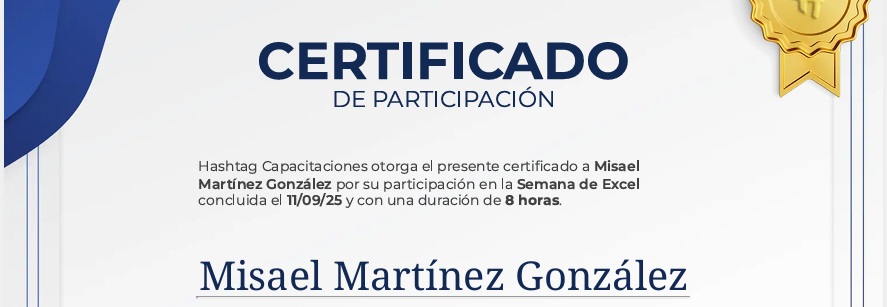 CERTIFICADO
DE PARTICIPACIÓN
Hashtag Capacitaciones otorga el presente certificado a Misael
Martínez González por su participación en la Semana de Excel
concluida el 11/09/25 y con una duración de 8 horas.
Misael Martínez González